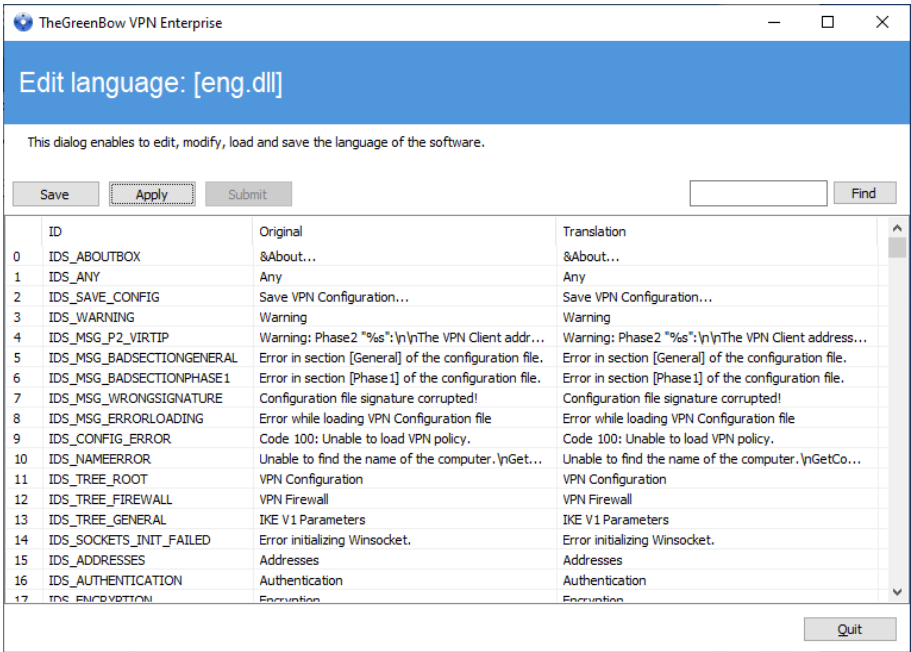 TheGreenBow VPN Enterprise
Edit language: [eng.dll]
This dialog enables to edit, modify, load and save the language of the software.
Save Apply Submit Find
ID Original Translation
0 IDS_ABOUTBOX &About... &About...
1 IDS_ANY Any Any
2 IDS_SAVE_CONFIG Save VPN Configuration... Save VPN Configuration...
3 IDS_WARNING Warning Warning
4 IDS_MSG_P2_VIRTIP Warning: Phase2 "%s":\n\nThe VPN Client addr... Warning: Phase2 "%s":\n\nThe VPN Client address...
5 IDS_MSG_BADSECTIONGENERAL Error in section [General] of the configuration file. Error in section [General] of the configuration file.
6 IDS_MSG_BADSECTIONPHASE1 Error in section [Phase1] of the configuration file. Error in section [Phase1] of the configuration file.
7 IDS_MSG_WRONGSIGNATURE Configuration file signature corrupted! Configuration file signature corrupted!
8 IDS_MSG_ERRORLOADING Error while loading VPN Configuration file Error while loading VPN Configuration file
9 IDS_CONFIG_ERROR Code 100: Unable to load VPN policy. Code 100: Unable to load VPN policy.
10 IDS_NAMEERROR Unable to find the name of the computer.\nGet... Unable to find the name of the computer.\nGetCo...
11 IDS_TREE_ROOT VPN Configuration VPN Configuration
12 IDS_TREE_FIREWALL VPN Firewall VPN Firewall
13 IDS_TREE_GENERAL IKE V1 Parameters IKE V1 Parameters
14 IDS_SOCKETS_INIT_FAILED Error initializing Winsocket. Error initializing Winsocket.
15 IDS_ADDRESSES Addresses Addresses
16 IDS_AUTHENTICATION Authentication Authentication
17 IDS_ENCRYPTION Encryption Encryption
Quit